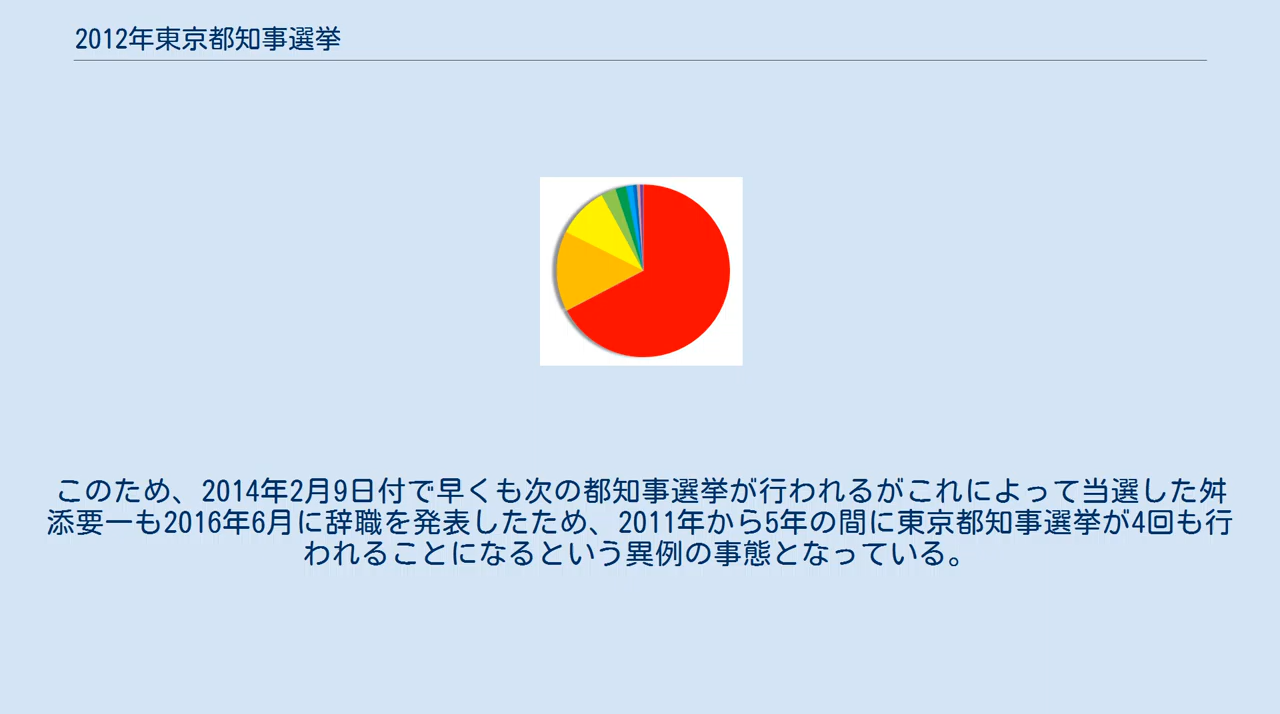 2012年東京都知事選挙
このため、2014年2月9日付で早くも次の都知事選挙が行われるがこれによって当選した舛
添要一も2016年6月に辞職を発表したため、2011年から5年の間に東京都知事選挙が4回も行
われることになるという異例の事態となっている。